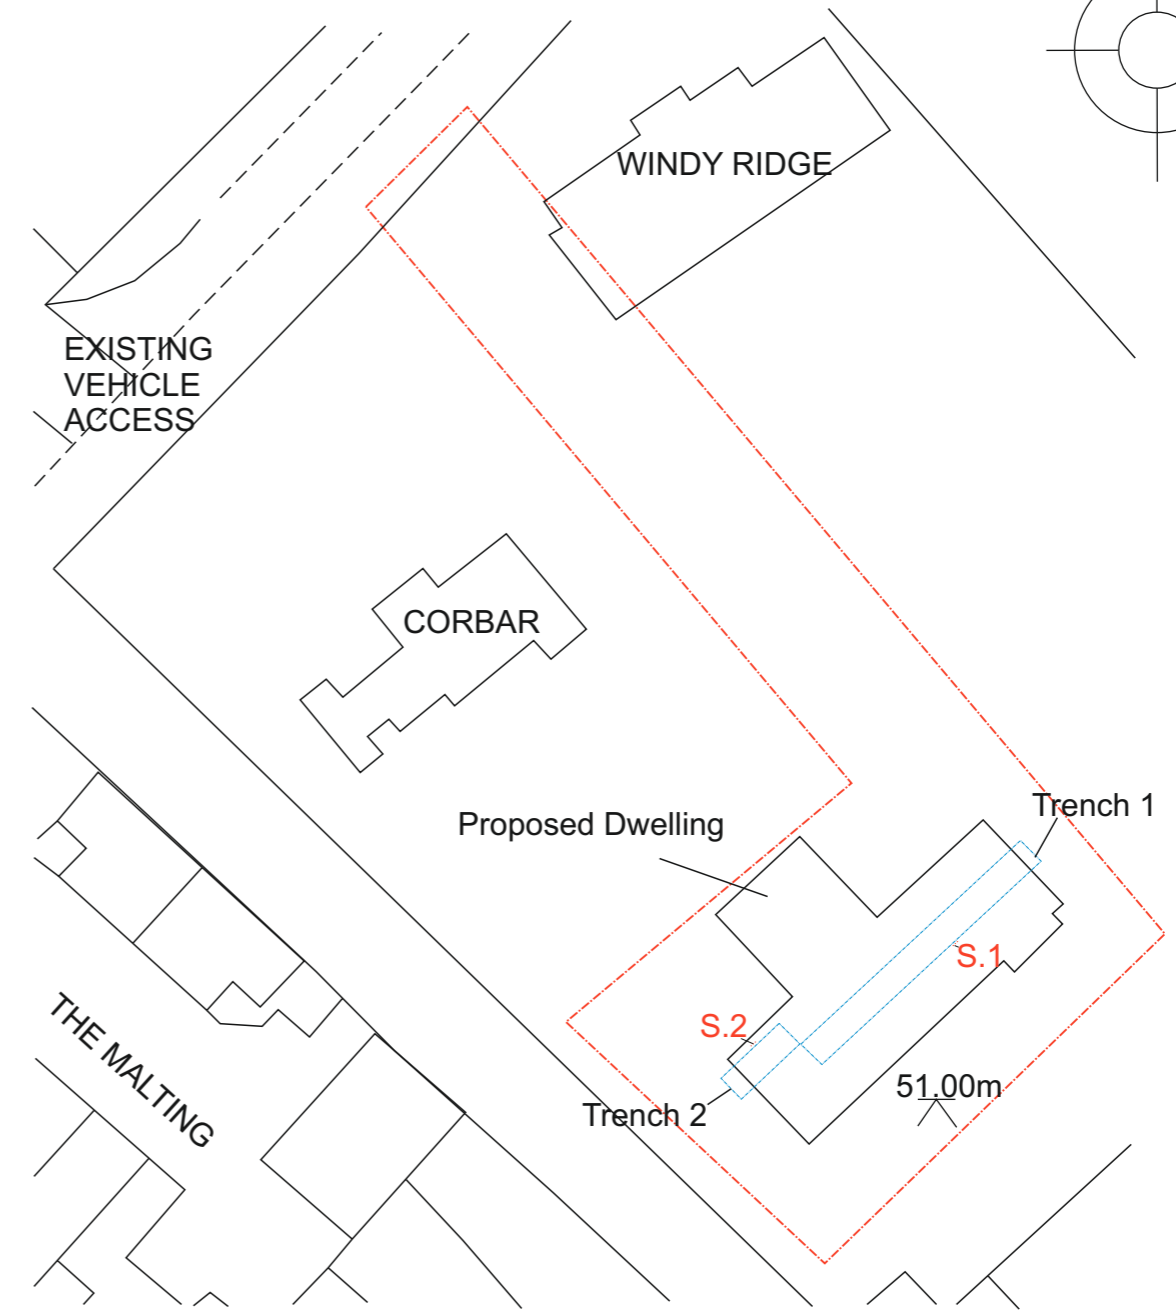 WINDY RIDGE
EXISTING
VEHICLE
ACCESS
CORBAR
Trench 1
Proposed Dwelling
S.1
S.2
51.00m
Trench 2
THE MALTING